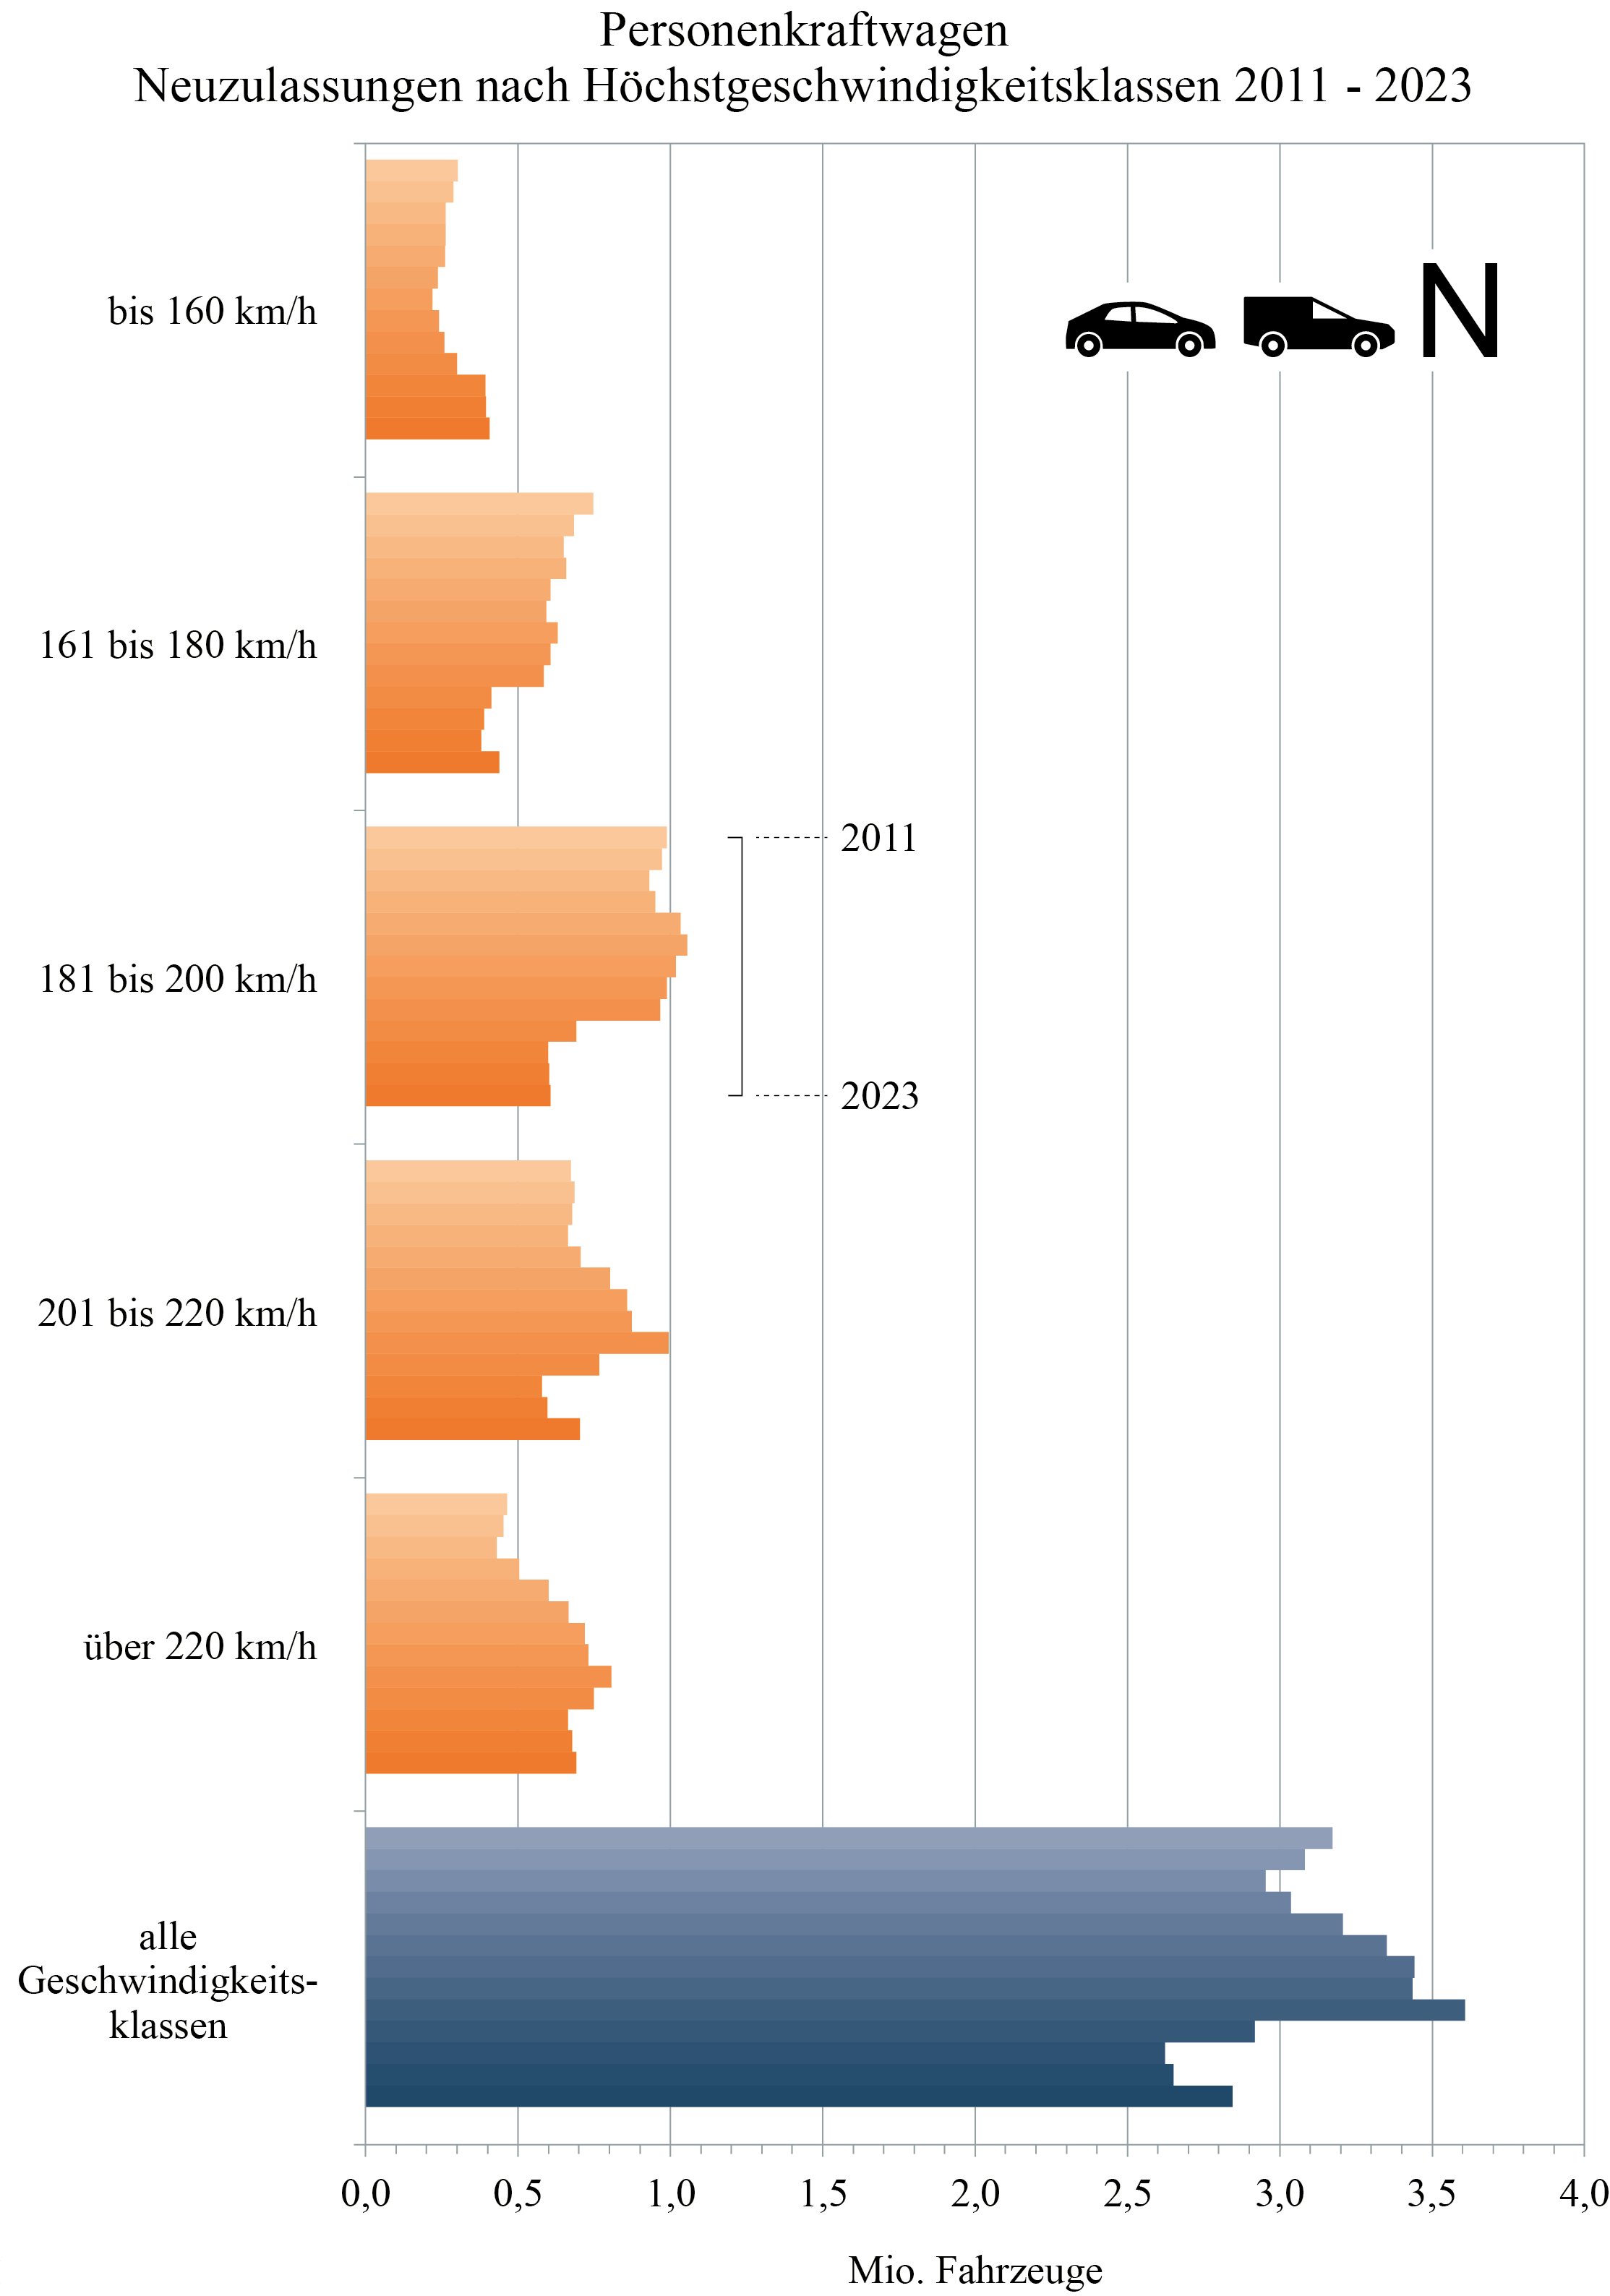 Personenkraftwagen
Neuzulassungen nach Höchstgeschwindigkeitsklassen 2011 - 2023
N
bis 160 km/h
161 bis 180 km/h
2011
181 bis 200 km/h
2023
201 bis 220 km/h
über 220 km/h
alle
Geschwindigkeits-
klassen
0,0 0,5 1,0 1,5 2,0 2,5 3,0 3,5 4,0
Mio. Fahrzeuge